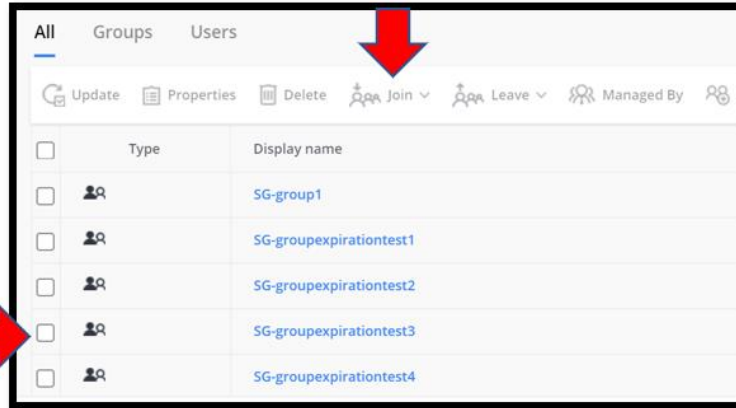 All Groups Users
Update Properties Delete Join Leave Managed By
Type Display name
SG-group1
SG-groupexpirationtest1
SG-groupexpirationtest2
SG-groupexpirationtest3
SG-groupexpirationtest4